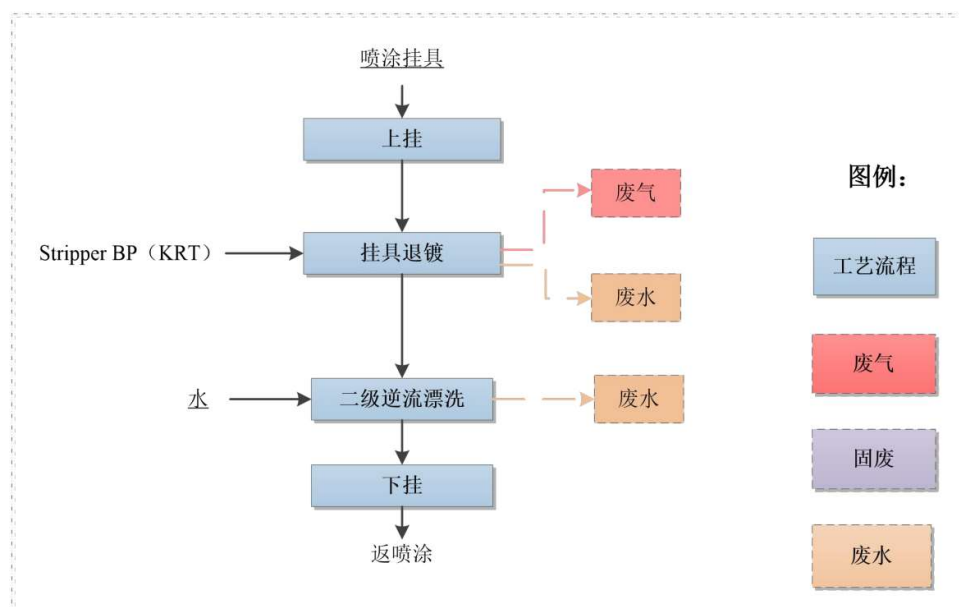 喷涂挂具
上挂
图例：
废气
Stripper BP（KRT）
挂具退镀
工艺流程
废水
废气
水
二级逆流漂洗
废水
固废
下挂
返喷涂
废水